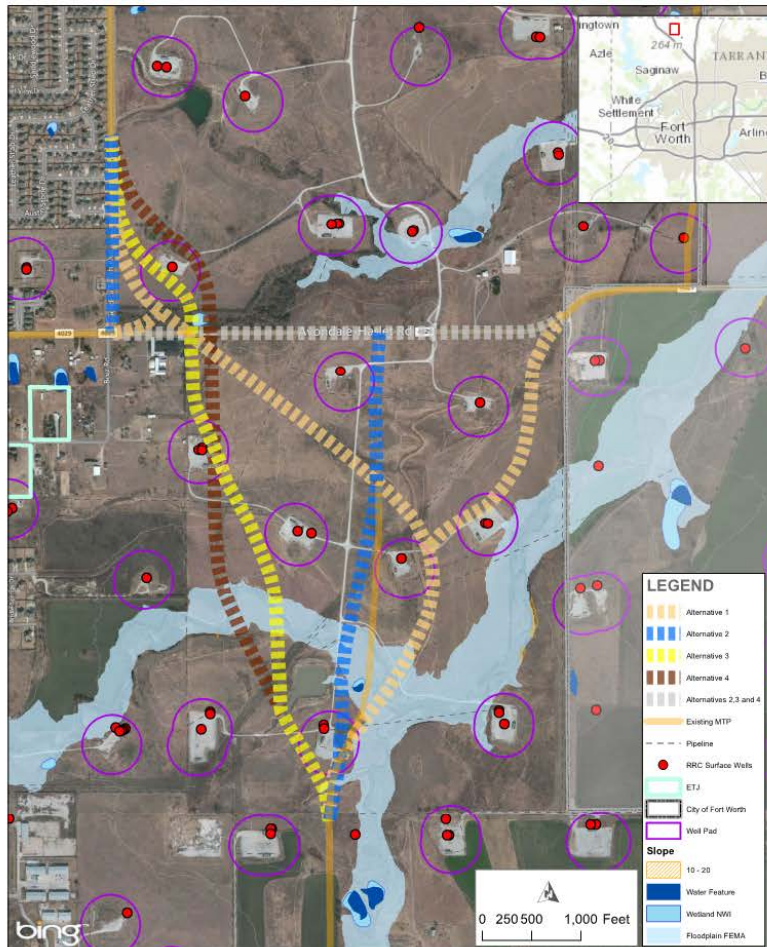 ngtown
Azle
264 m
TARRAN
Saginaw
B
White
Settlement
Fort
Worth
Arling
20
4029
Avondale-Haslet Rd
LEGEND
Alternative 1
Alternative 2
Alternative 3
Alternative 4
Alternatives 2,3 and 4
Existing MTP
Pipeline
RRC Surface Wells
ETJ
City of Fort Worth
Well Pad
Slope
10 - 20
Water Feature
Wetland NWI
Floodplain FEMA
0 250 500 1,000 Feet
bing